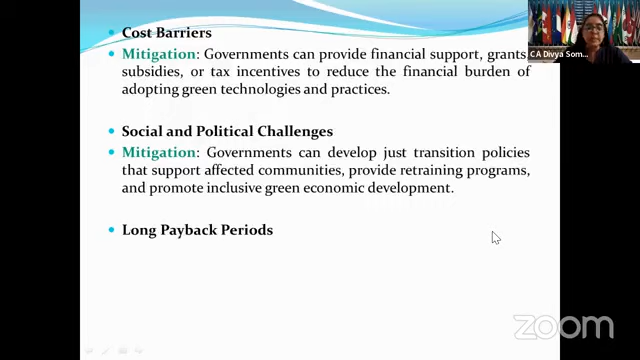 Cost Barriers
Mitigation: Governments can provide financial support, grants,
subsidies, or tax incentives to reduce the financial burden of
adopting green technologies and practices.
Social and Political Challenges
Mitigation: Governments can develop just transition policies
that support affected communities, provide retraining programs,
and promote inclusive green economic development.
Long Payback Periods
CA Divya Som...
zoom